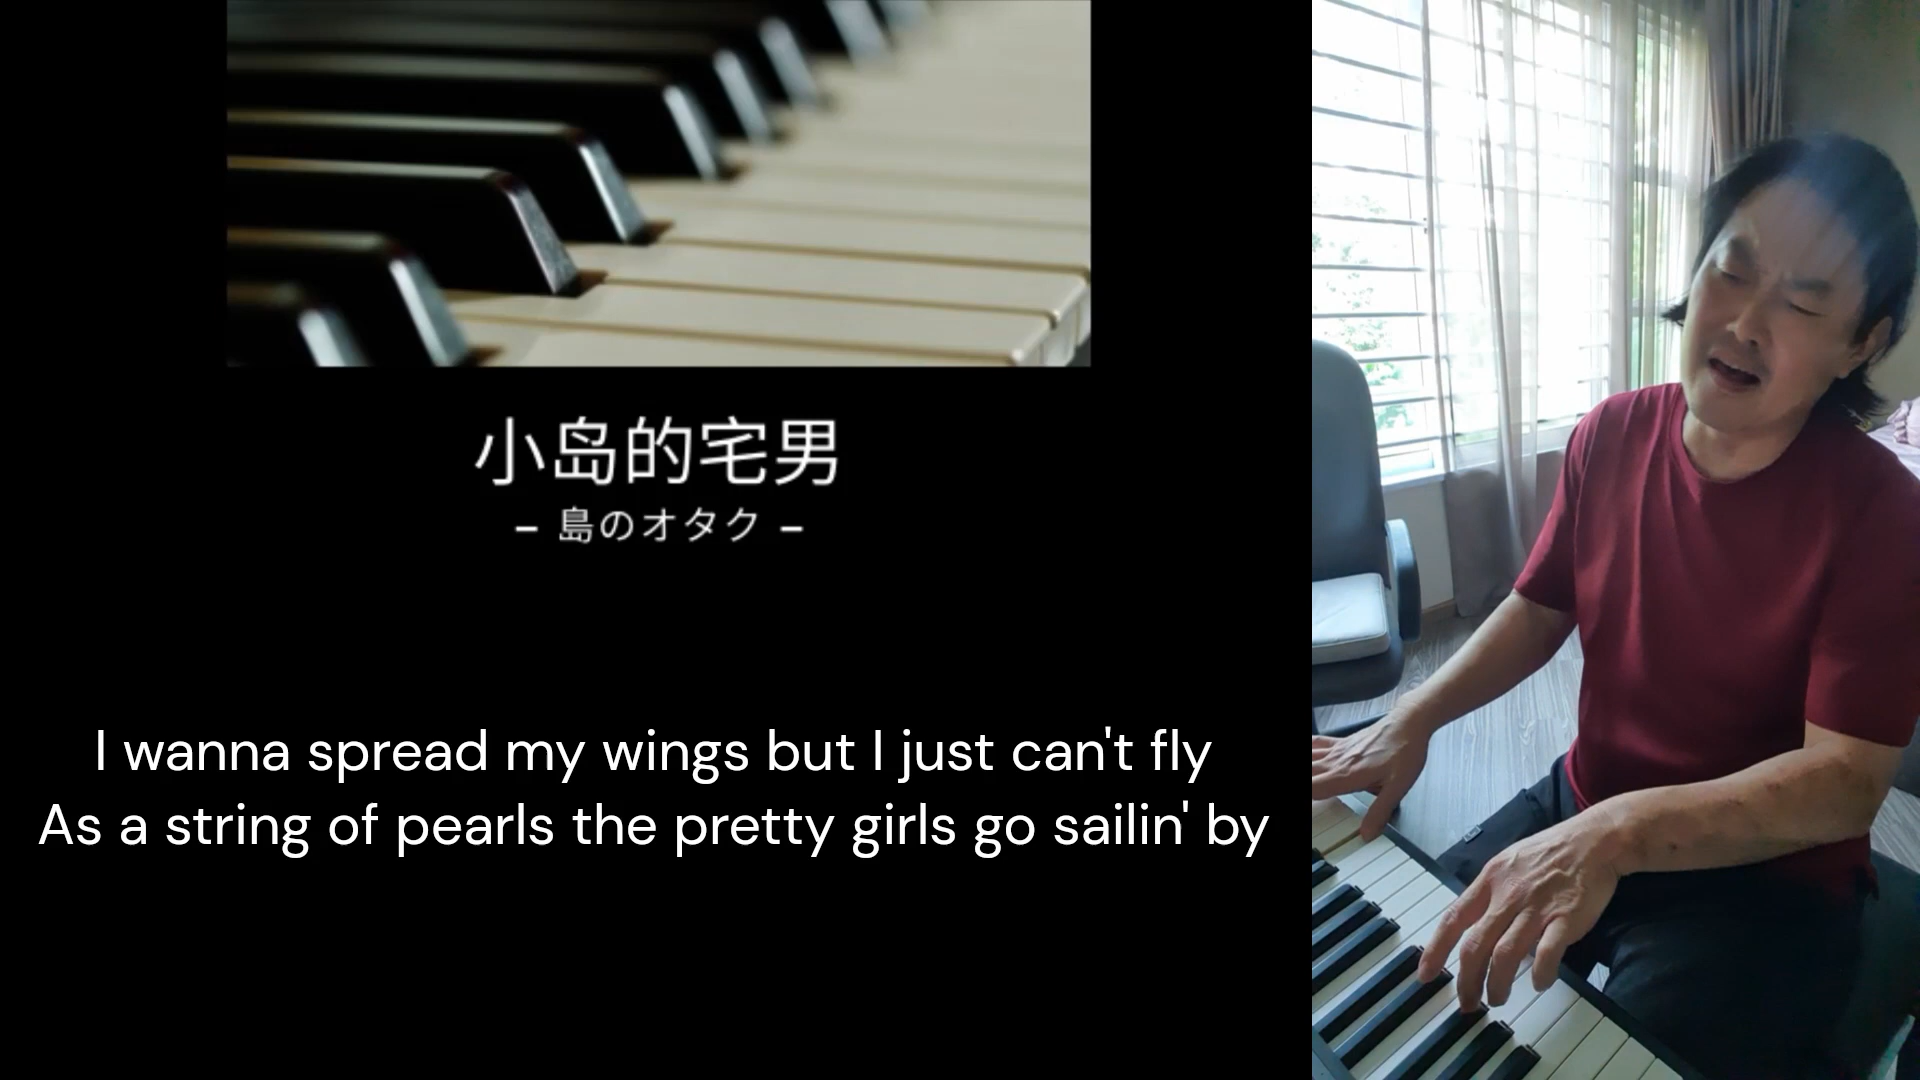 小岛的宅男
– 島のオタク –
I wanna spread my wings but I just can't fly
As a string of pearls the pretty girls go sailin' by